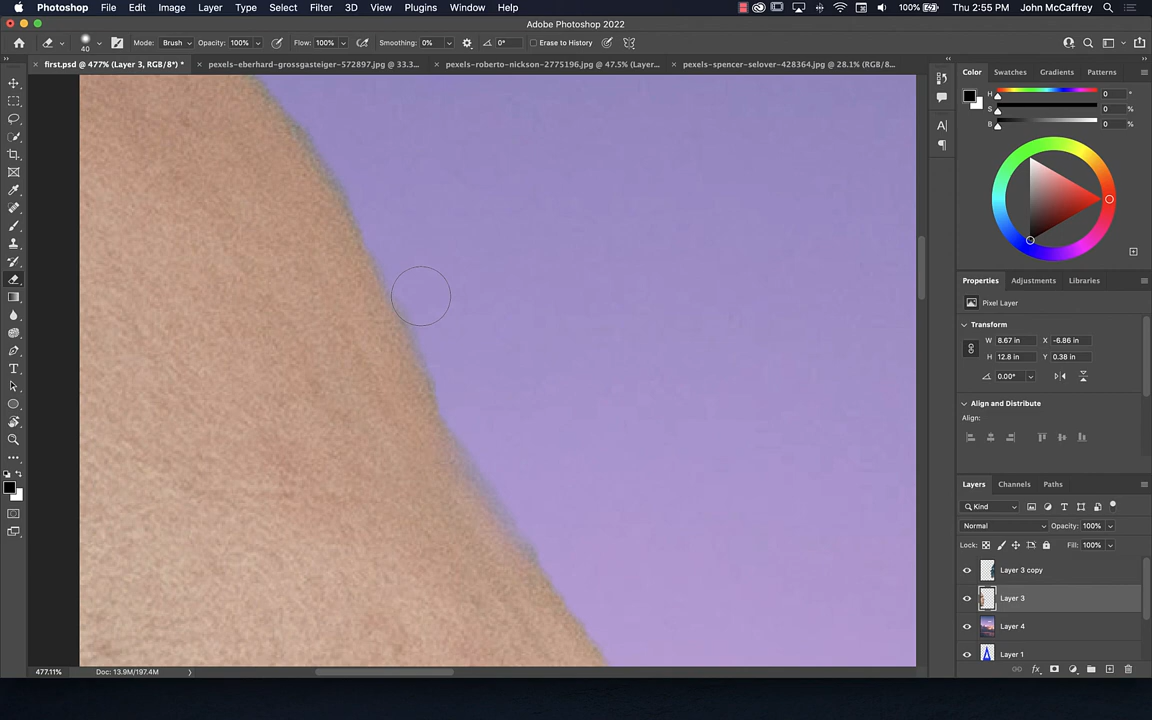 Photoshop File Edit Image Layer Type Select Filter 3D View Plugins Window Help 100% Thu 2:55 PM John McCaffrey
Adobe Photoshop 2022
40 Mode: Brush Opacity: 100% Flow: 100% Smoothing: 0% 0° Erase to History
first.psd @ 477% (Layer 3, RGB/8*) * pexels-eberhard-grossgasteiger-572897.jpg @ 33.3... pexels-roberto-nickson-2775196.jpg @ 47.5% (Layer... pexels-spencer-selover-428364.jpg @ 28.1% (RGB/8...
Color Swatches Gradients Patterns
H 0 °
S 0 %
B 0 %
Properties Adjustments Libraries
Pixel Layer
Transform
W 8.67 in X -6.86 in
H 12.8 in Y 0.38 in
0.00°
Align and Distribute
Align:
Layers Channels Paths
Kind
Normal Opacity: 100%
Lock: Fill: 100%
Layer 3 copy
Layer 3
Layer 4
Layer 1
477.11% Doc: 13.9M/197.4M